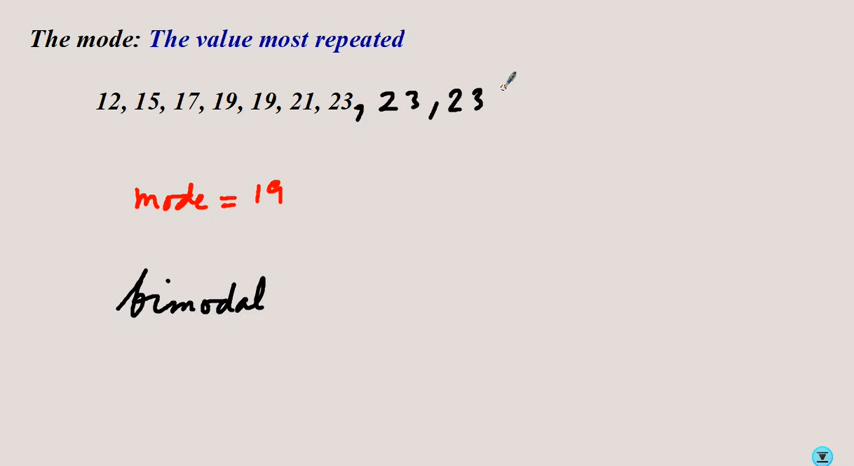 The mode: The value most repeated
12, 15, 17, 19, 19, 21, 23, 23, 23
mode = 19
bimodal